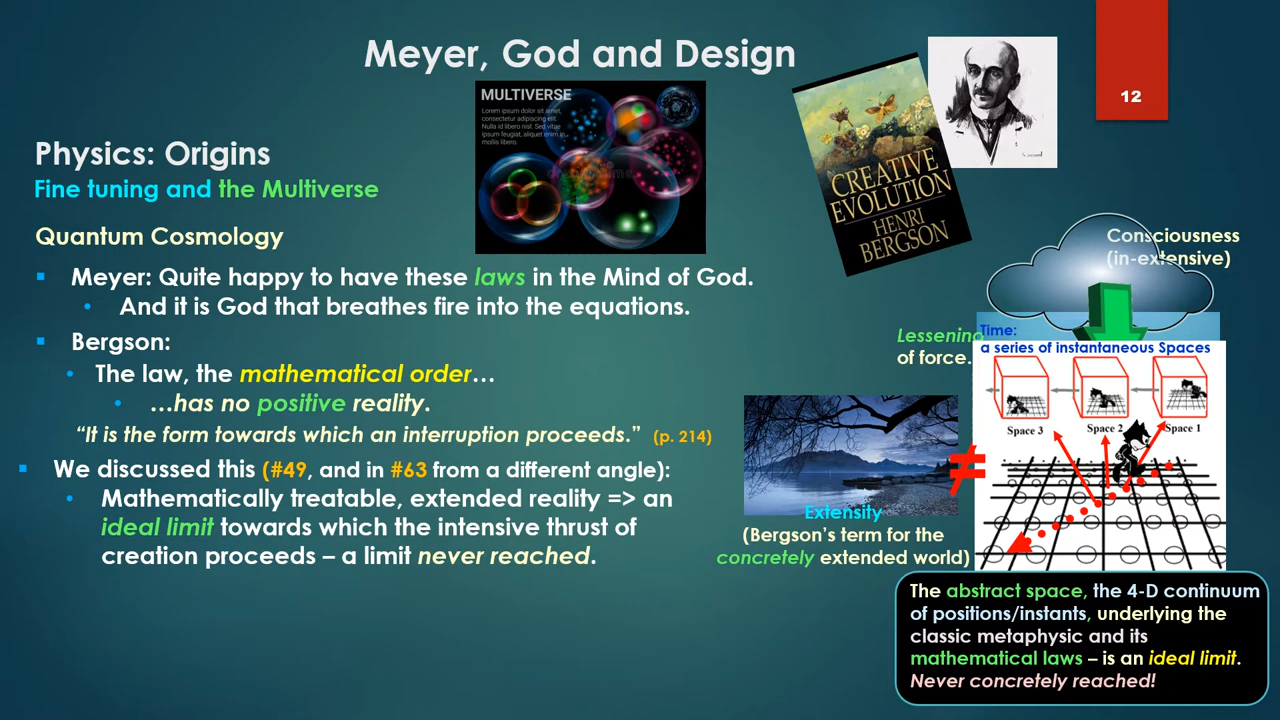 Meyer, God and Design
12
MULTIVERSE
Lorem ipsum dolor sit amet,
consectetur adipiscing elit.
Nulla id libero nisl. Sed vitae
ipsum feugiat, aliquet enim in,
mollis libero.
CREATIVE
EVOLUTION
HENRI
BERGSON
Physics: Origins
Fine tuning and the Multiverse
Quantum Cosmology
▪ Meyer: Quite happy to have these laws in the Mind of God.
• And it is God that breathes fire into the equations.
▪ Bergson:
• The law, the mathematical order…
• …has no positive reality.
“It is the form towards which an interruption proceeds.” (p. 214)
▪ We discussed this (#49, and in #63 from a different angle):
• Mathematically treatable, extended reality => an
ideal limit towards which the intensive thrust of
creation proceeds – a limit never reached.
Consciousness
(in-extensive)
Lessening
of force.
Time:
a series of instantaneous Spaces
Space 3
Space 2
Space 1
≠
Extensity
(Bergson’s term for the
concretely extended world)
The abstract space, the 4-D continuum
of positions/instants, underlying the
classic metaphysic and its
mathematical laws – is an ideal limit.
Never concretely reached!